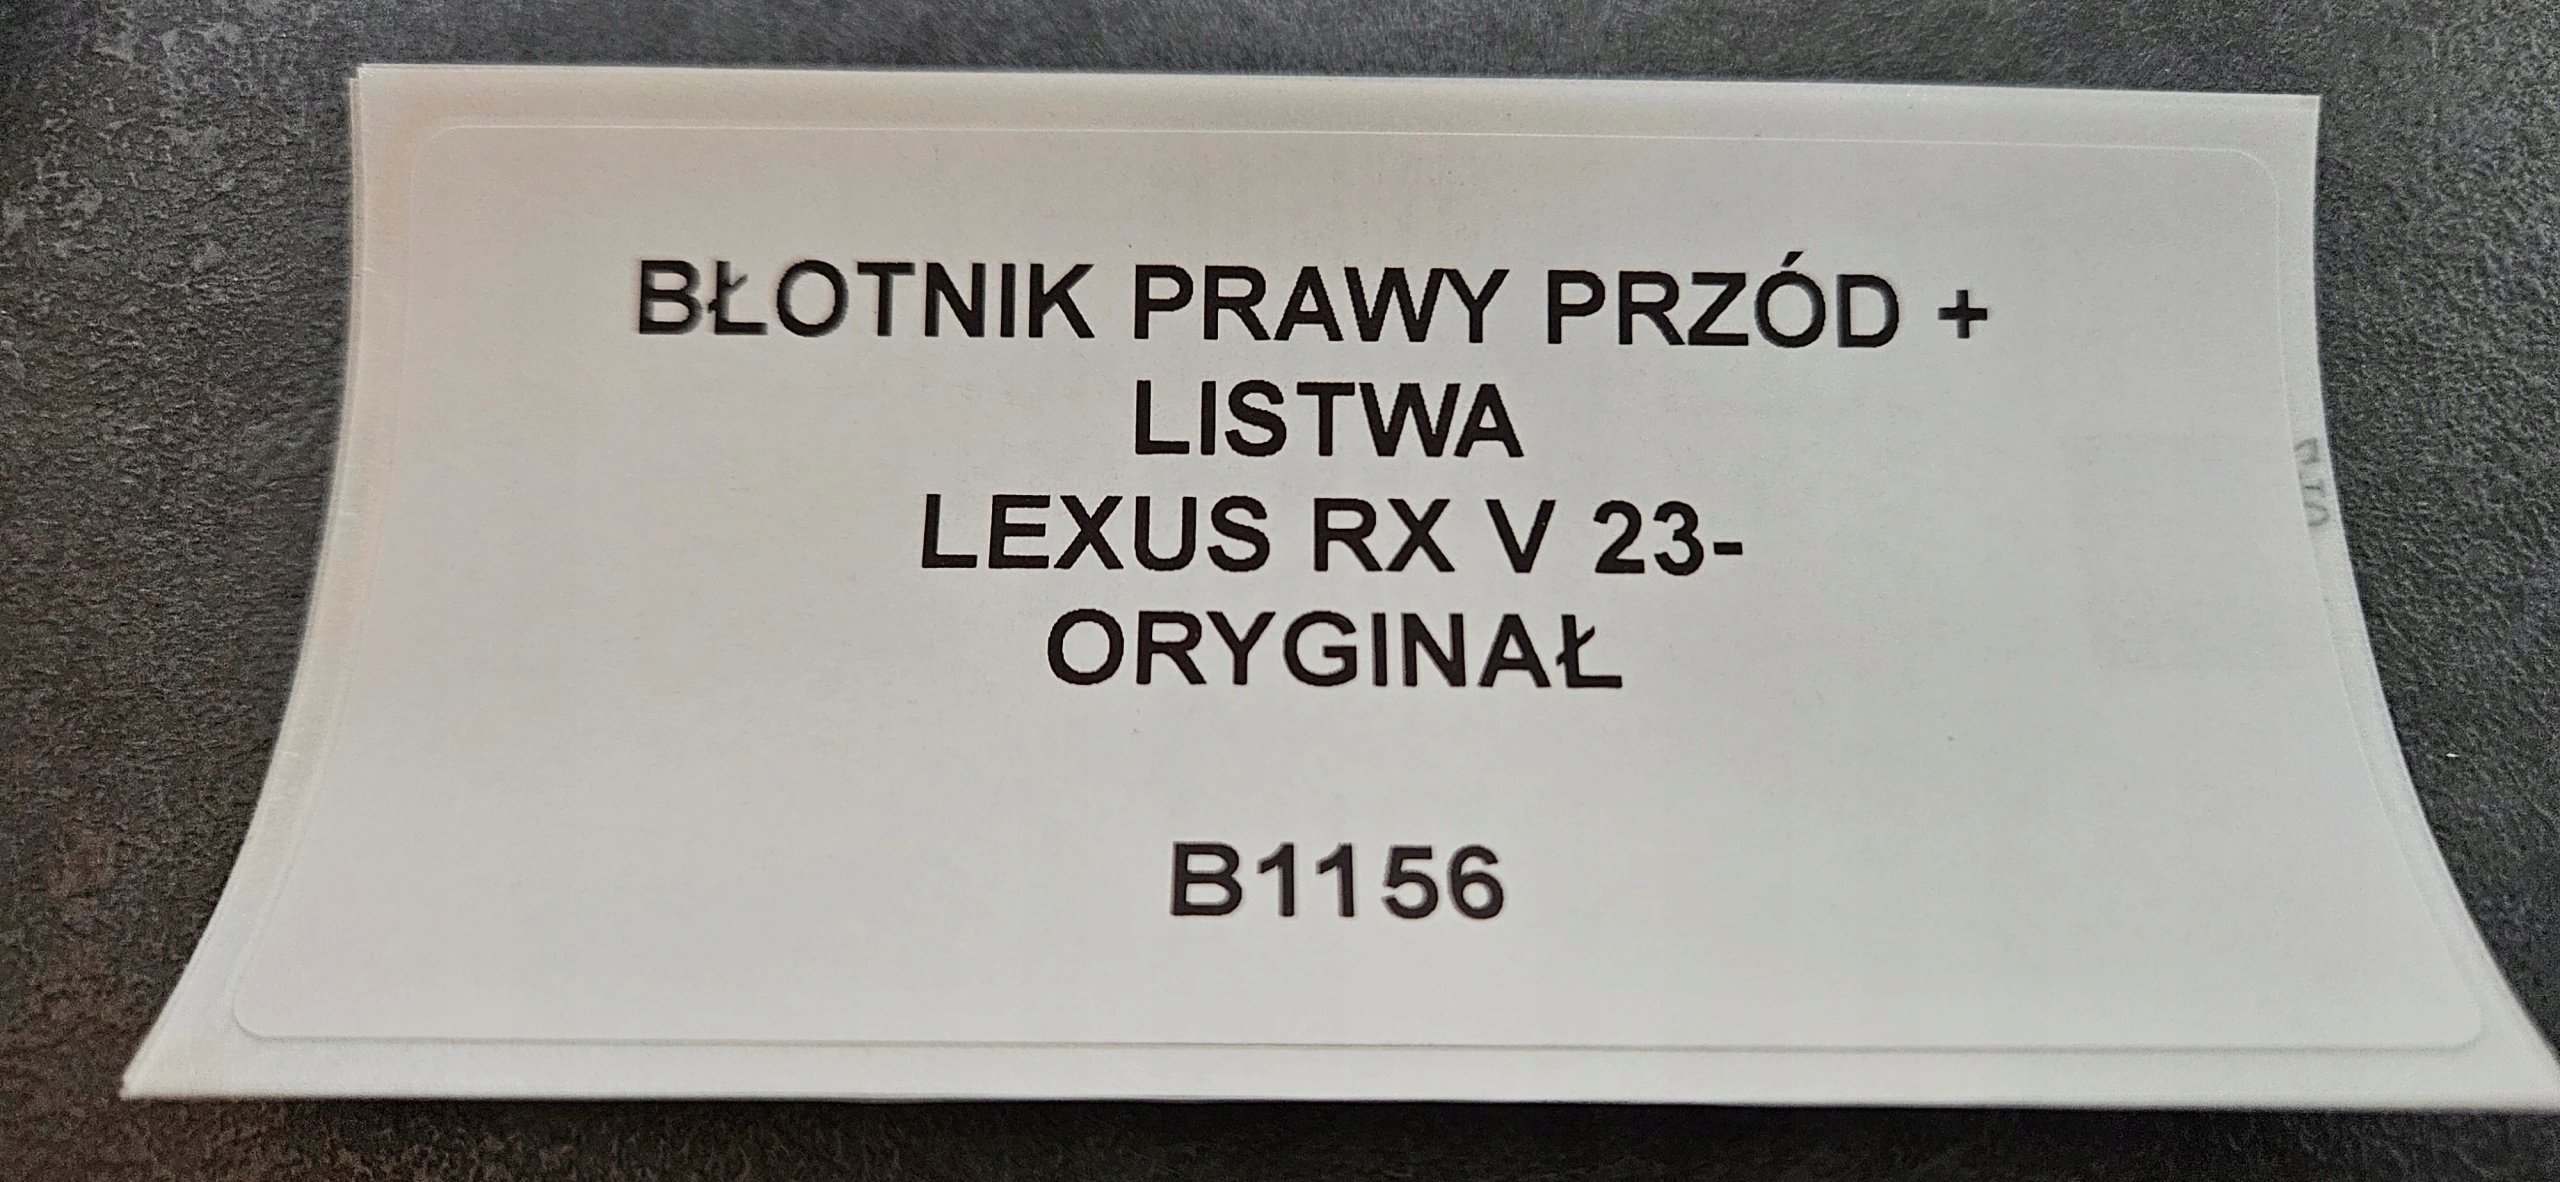 BŁOTNIK PRAWY PRZÓD +
LISTWA
LEXUS RX V 23-
ORYGINAŁ
B1156